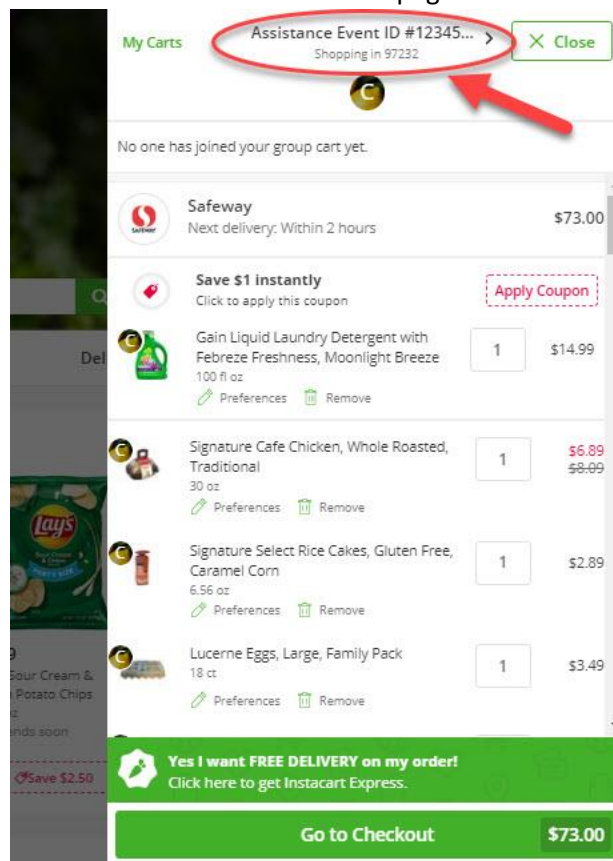 My Carts
Assistance Event ID #12345...
Shopping in 97232
Close
C
No one has joined your group cart yet.
SAFEWAY
Safeway
Next delivery: Within 2 hours
$73.00
Save $1 instantly
Click to apply this coupon
Apply Coupon
Del
C
Gain Liquid Laundry Detergent with
Febreze Freshness, Moonlight Breeze
100 fl oz
Preferences Remove
1
$14.99
C
Signature Cafe Chicken, Whole Roasted,
Traditional
30 oz
Preferences Remove
1
$6.89
$8.09
Lay's
C
Signature Select Rice Cakes, Gluten Free,
Caramel Corn
6.56 oz
Preferences Remove
1
$2.89
C
Lucerne Eggs, Large, Family Pack
18 ct
Preferences Remove
1
$3.49
Sour Cream &
Potato Chips
ends soon
Save $2.50
Yes I want FREE DELIVERY on my order!
Click here to get Instacart Express.
Go to Checkout
$73.00